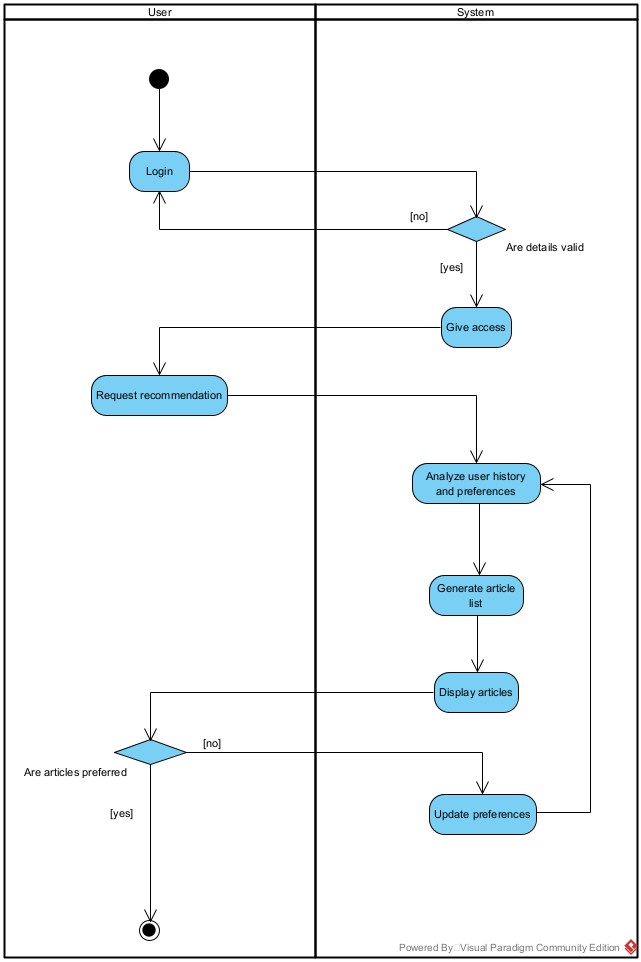 User
System
Login
[no]
Are details valid
[yes]
Give access
Request recommendation
Analyze user history
and preferences
Generate article
list
Display articles
[no]
Are articles preferred
[yes]
Update preferences
Powered By Visual Paradigm Community Edition